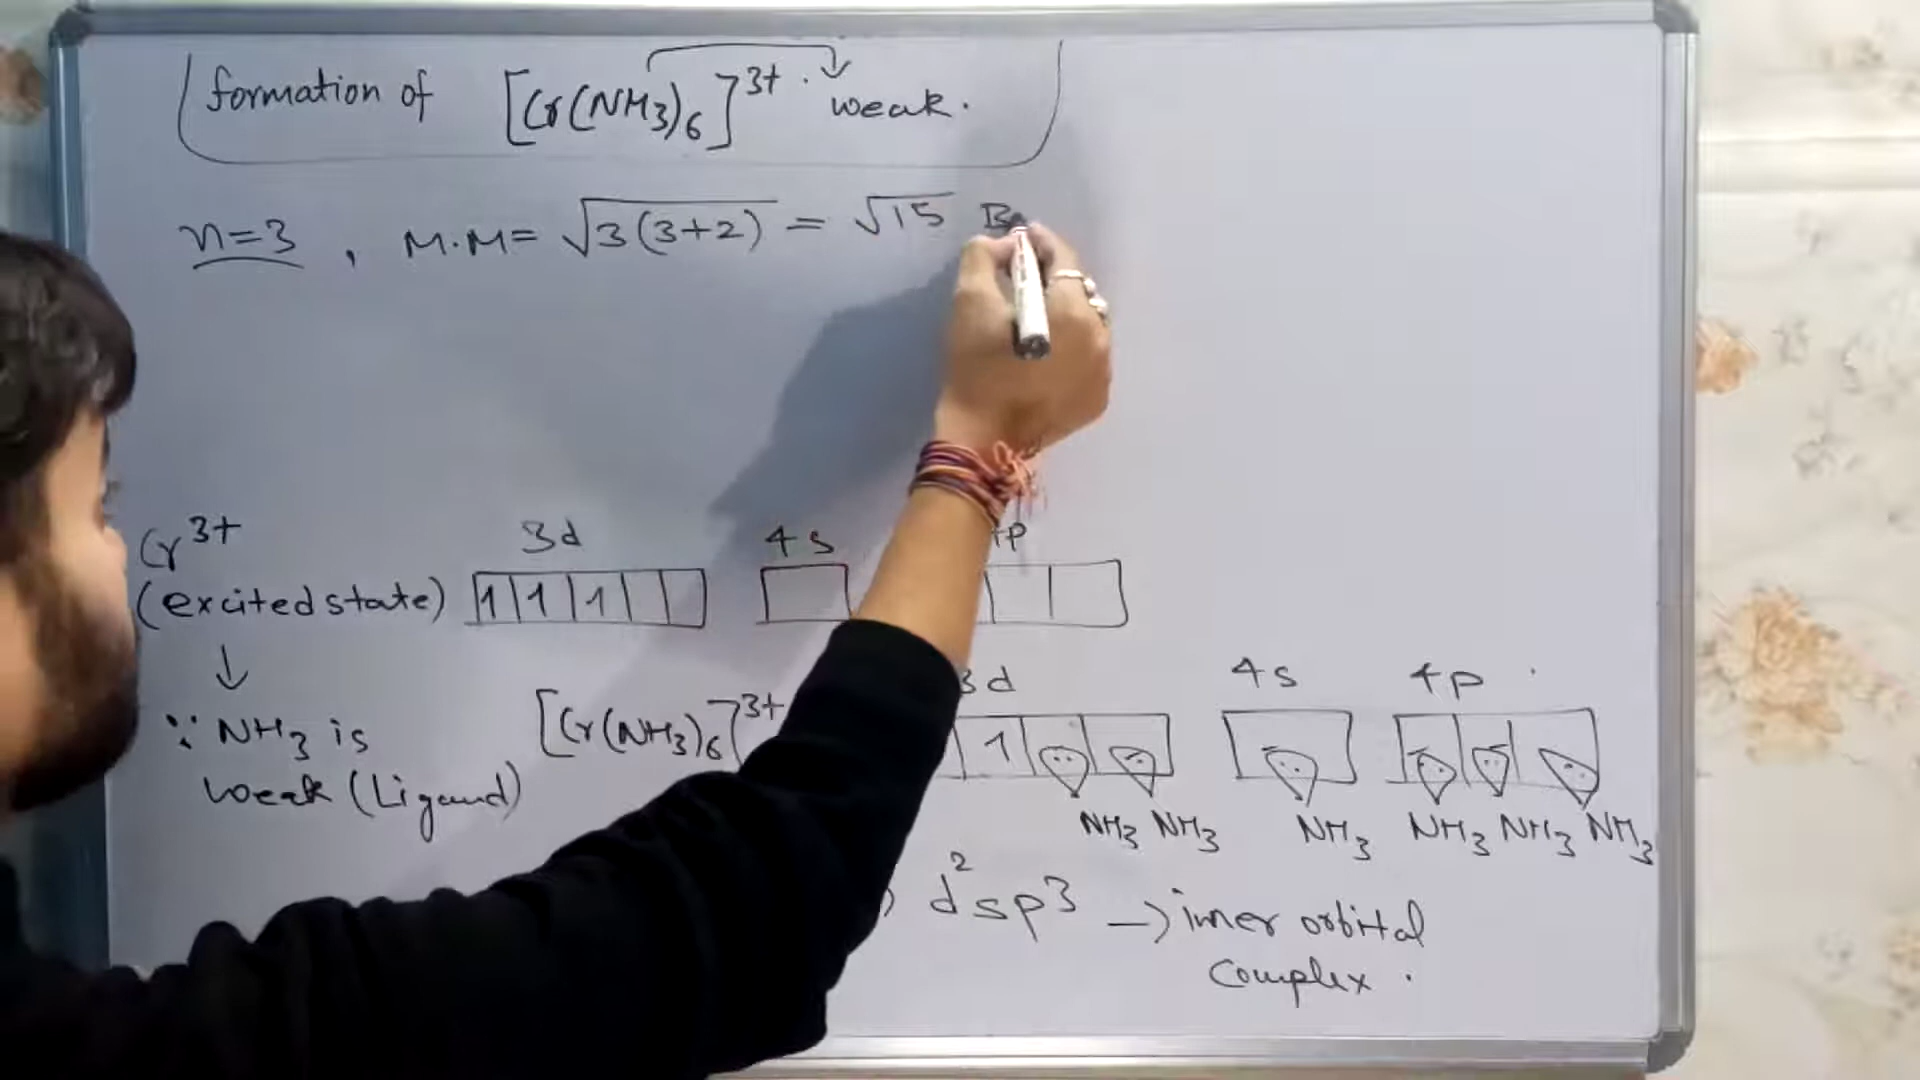 formation of [Cr(NH3)6]3+ . weak.
n=3 , M.M= √3(3+2) = √15 B
Cr3+ 3d 4s 4p
(excited state) 1 1 1
↓
∵ NH3 is
weak (Ligand)
[Cr(NH3)6]3+ 3d 4s 4p
1
NH3 NH3 NH3 NH3 NH3 NH3
d2sp3 → inner orbital
complex.